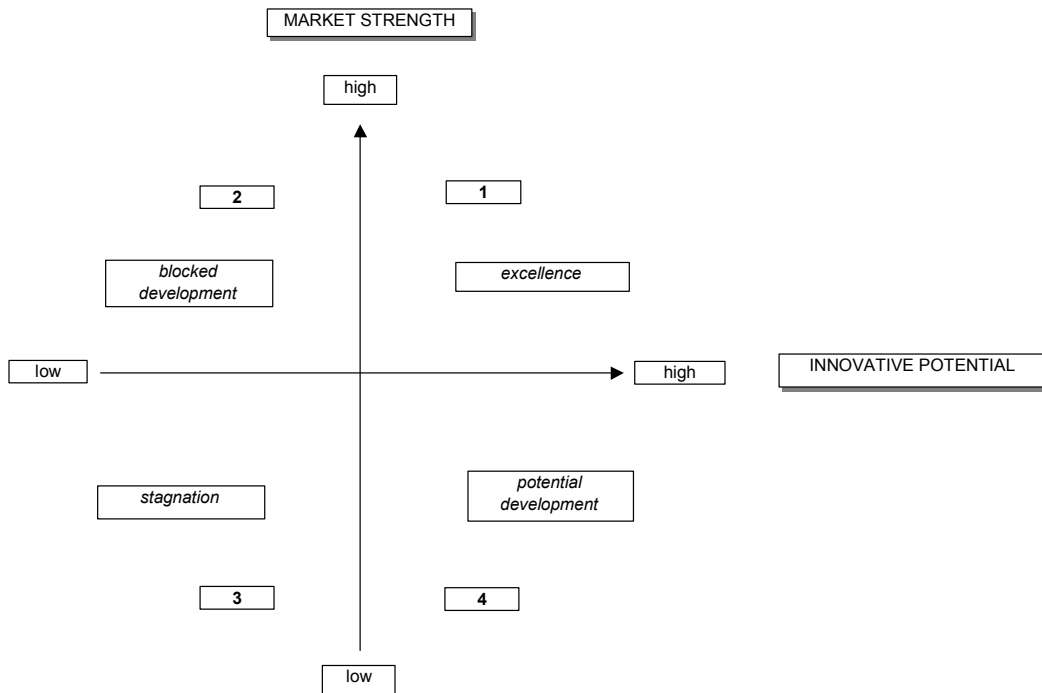 MARKET STRENGTH
high
2
1
blocked
development
excellence
low
high
INNOVATIVE POTENTIAL
stagnation
potential
development
3
4
low